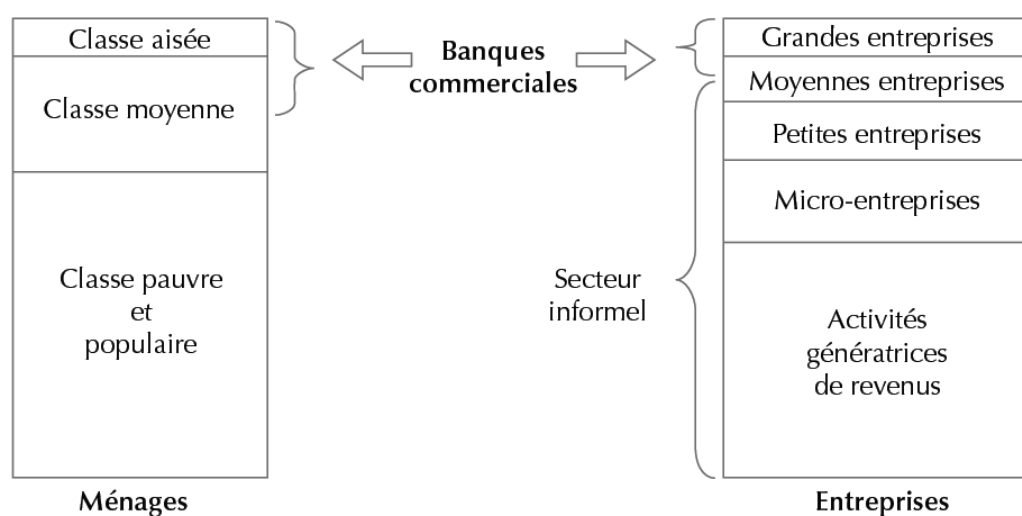 Classe aisée
Classe moyenne
Classe pauvre
et
populaire
Ménages
Banques
commerciales
Secteur
informel
Grandes entreprises
Moyennes entreprises
Petites entreprises
Micro-entreprises
Activités
génératrices
de revenus
Entreprises